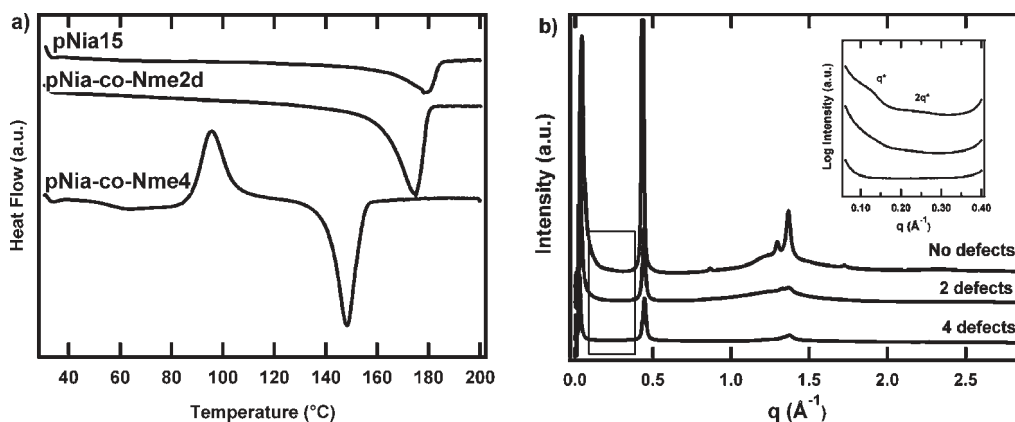 a)
pNia15
pNia-co-Nme2d
pNia-co-Nme4
Heat Flow (a.u.)
40 60 80 100 120 140 160 180 200
Temperature (°C)
b)
Intensity (a.u.)
q*
2q*
Log Intensity (a.u.)
0.10 0.20 0.30 0.40
q (Å⁻¹)
No defects
2 defects
4 defects
0.0 0.5 1.0 1.5 2.0 2.5
q (Å⁻¹)